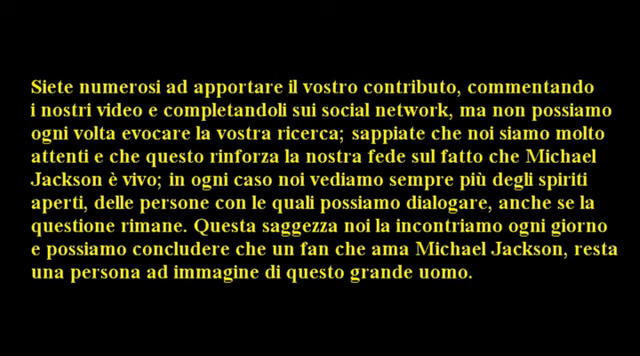 Siete numerosi ad apportare il vostro contributo, commentando
i nostri video e completandoli sui social network, ma non possiamo
ogni volta evocare la vostra ricerca; sappiate che noi siamo molto
attenti e che questo rinforza la nostra fede sul fatto che Michael
Jackson è vivo; in ogni caso noi vediamo sempre più degli spiriti
aperti, delle persone con le quali possiamo dialogare, anche se la
questione rimane. Questa saggezza noi la incontriamo ogni giorno
e possiamo concludere che un fan che ama Michael Jackson, resta
una persona ad immagine di questo grande uomo.